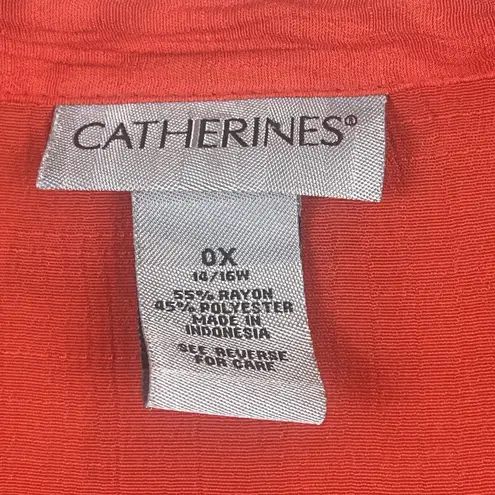 CATHERINES®
0X
14/16W
55% RAYON
45% POLYESTER
MADE IN
INDONESIA
SEE REVERSE
FOR CARE